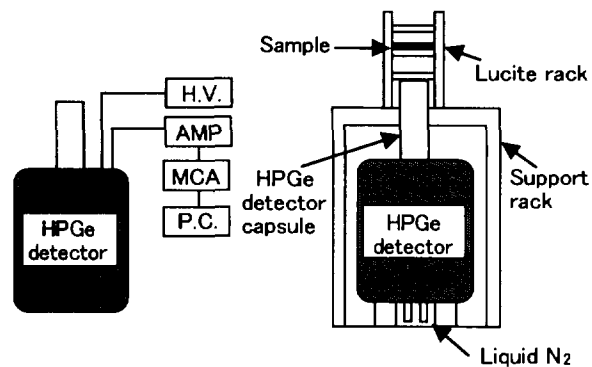 H.V.
AMP
MCA
P.C.
HPGe
detector
Sample
Lucite rack
HPGe
detector
capsule
Support
rack
HPGe
detector
Liquid N₂